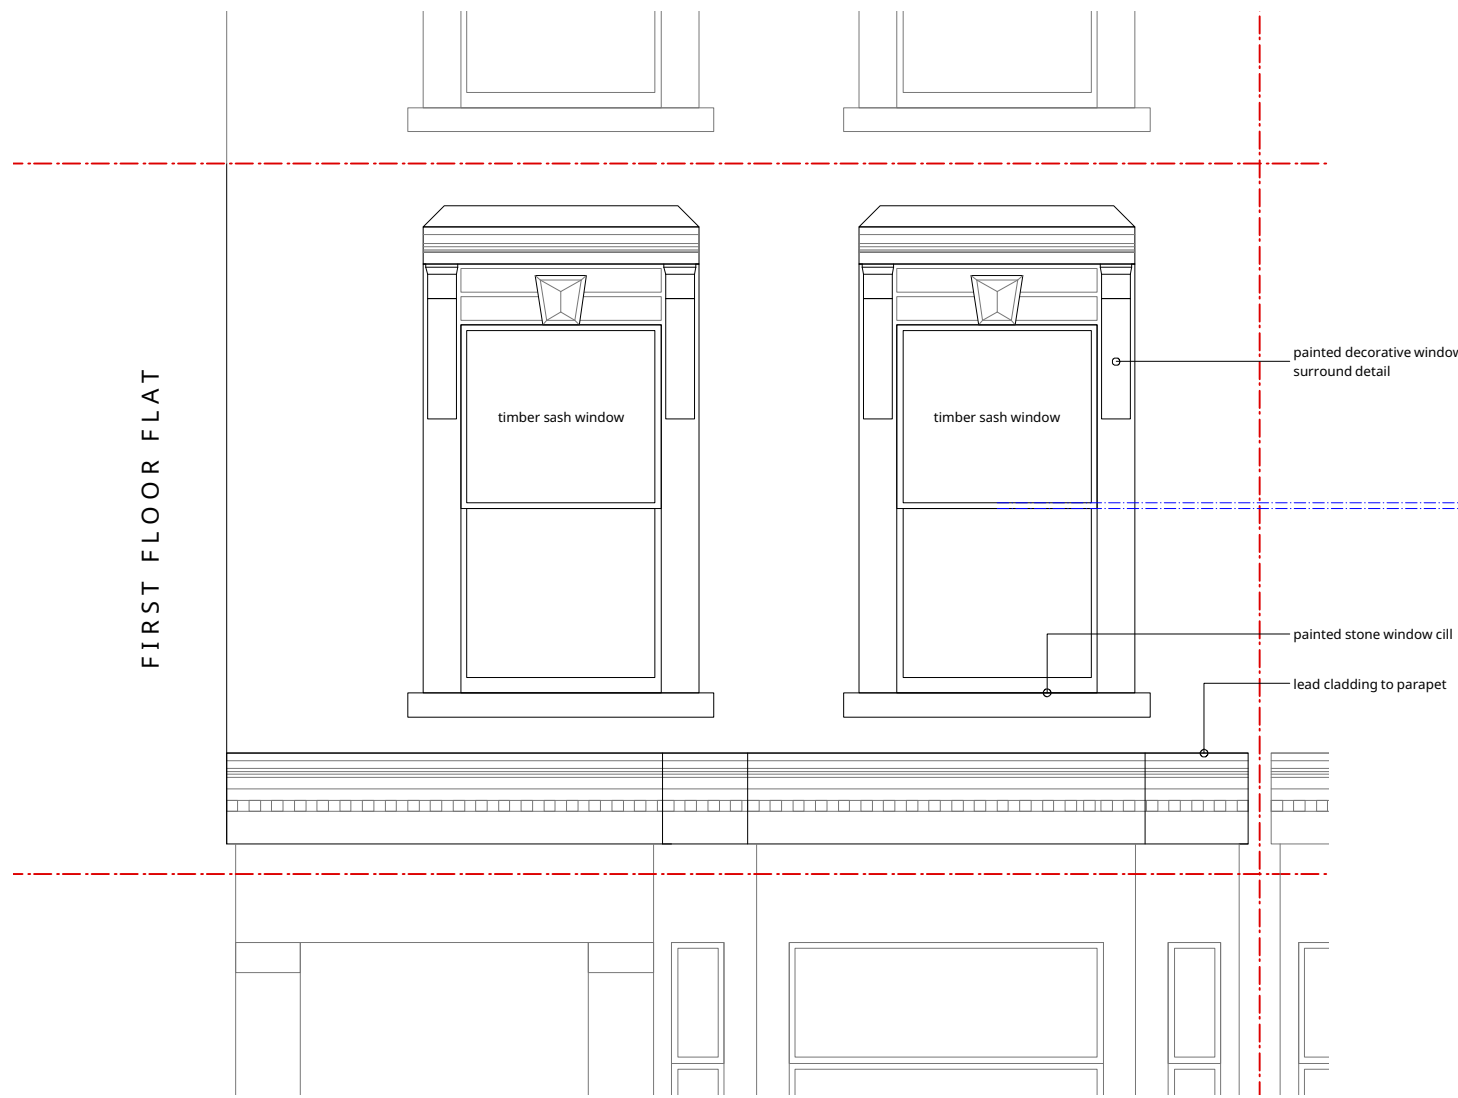 FIRST FLOOR FLAT
timber sash window
timber sash window
painted decorative window
surround detail
painted stone window cill
lead cladding to parapet